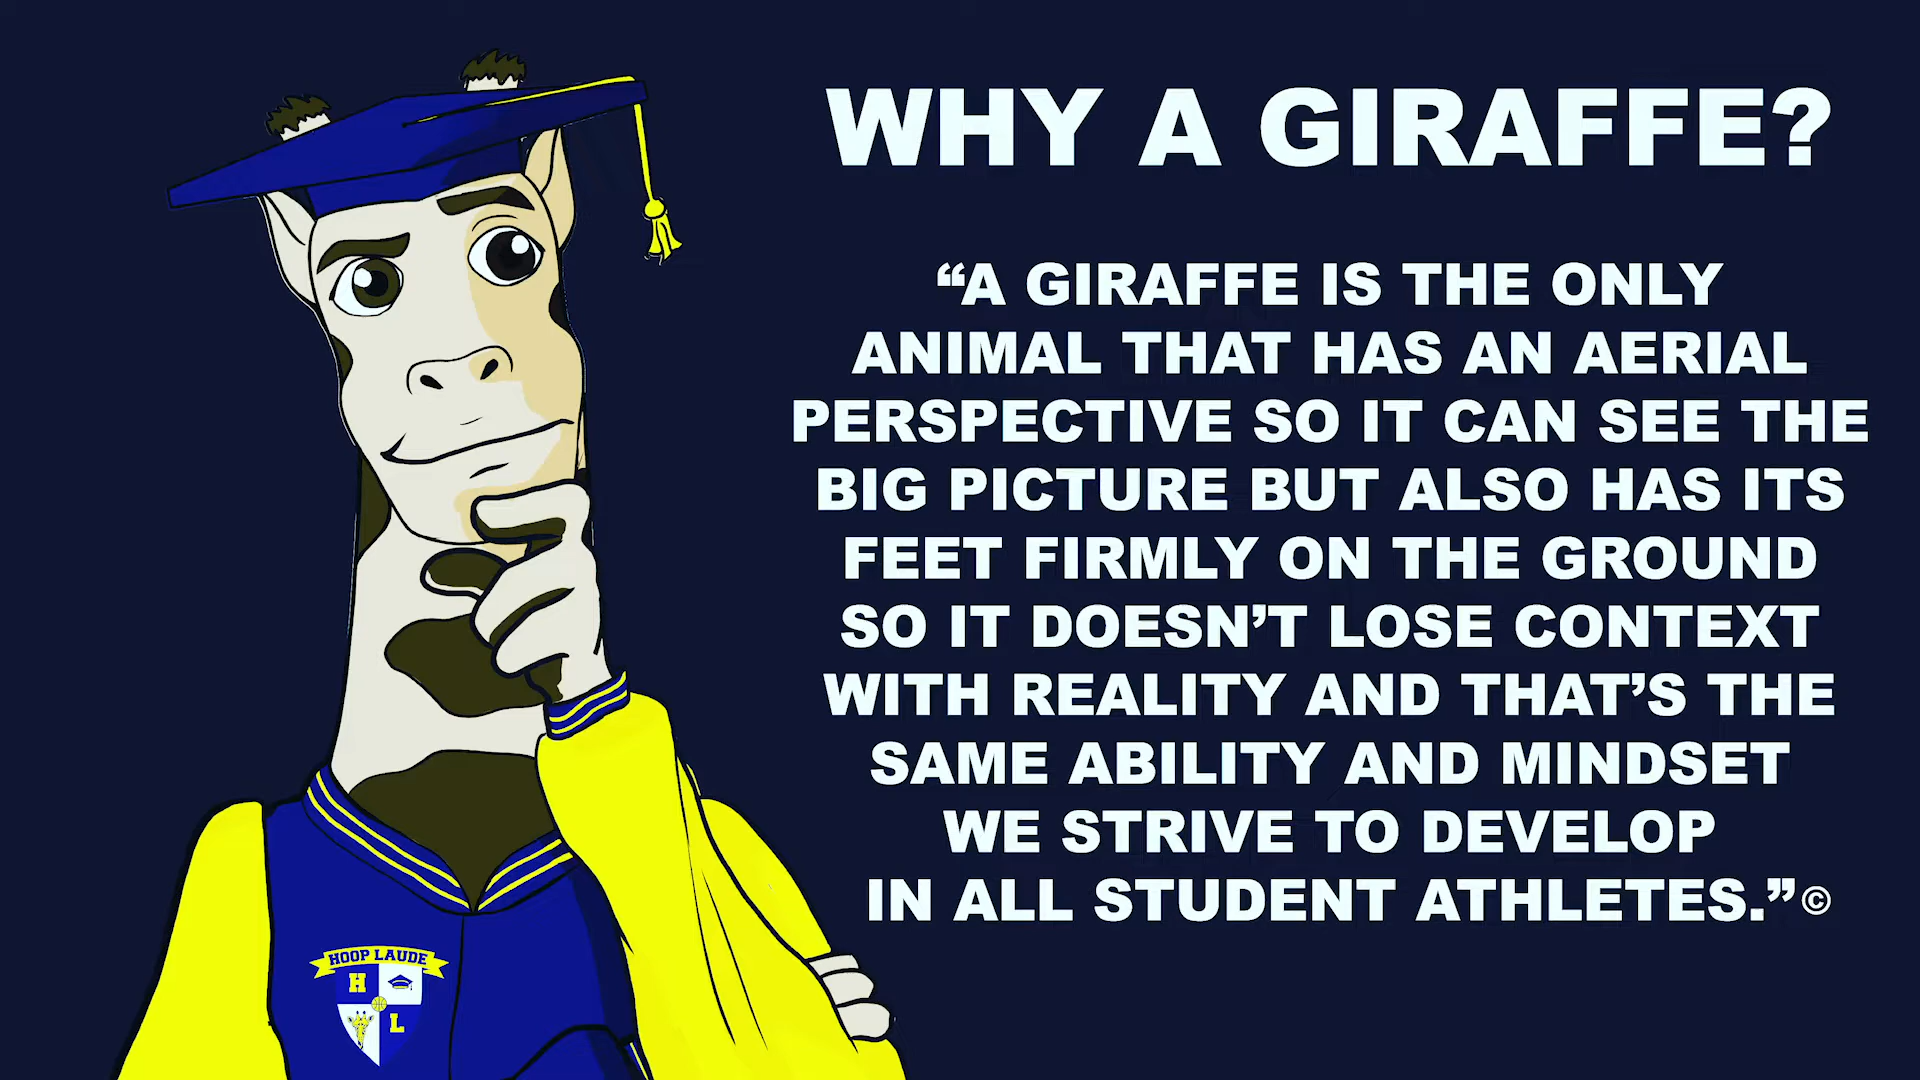 WHY A GIRAFFE?
“A GIRAFFE IS THE ONLY
ANIMAL THAT HAS AN AERIAL
PERSPECTIVE SO IT CAN SEE THE
BIG PICTURE BUT ALSO HAS ITS
FEET FIRMLY ON THE GROUND
SO IT DOESN’T LOSE CONTEXT
WITH REALITY AND THAT’S THE
SAME ABILITY AND MINDSET
WE STRIVE TO DEVELOP
IN ALL STUDENT ATHLETES.”©
HOOP LAUDE
H
L